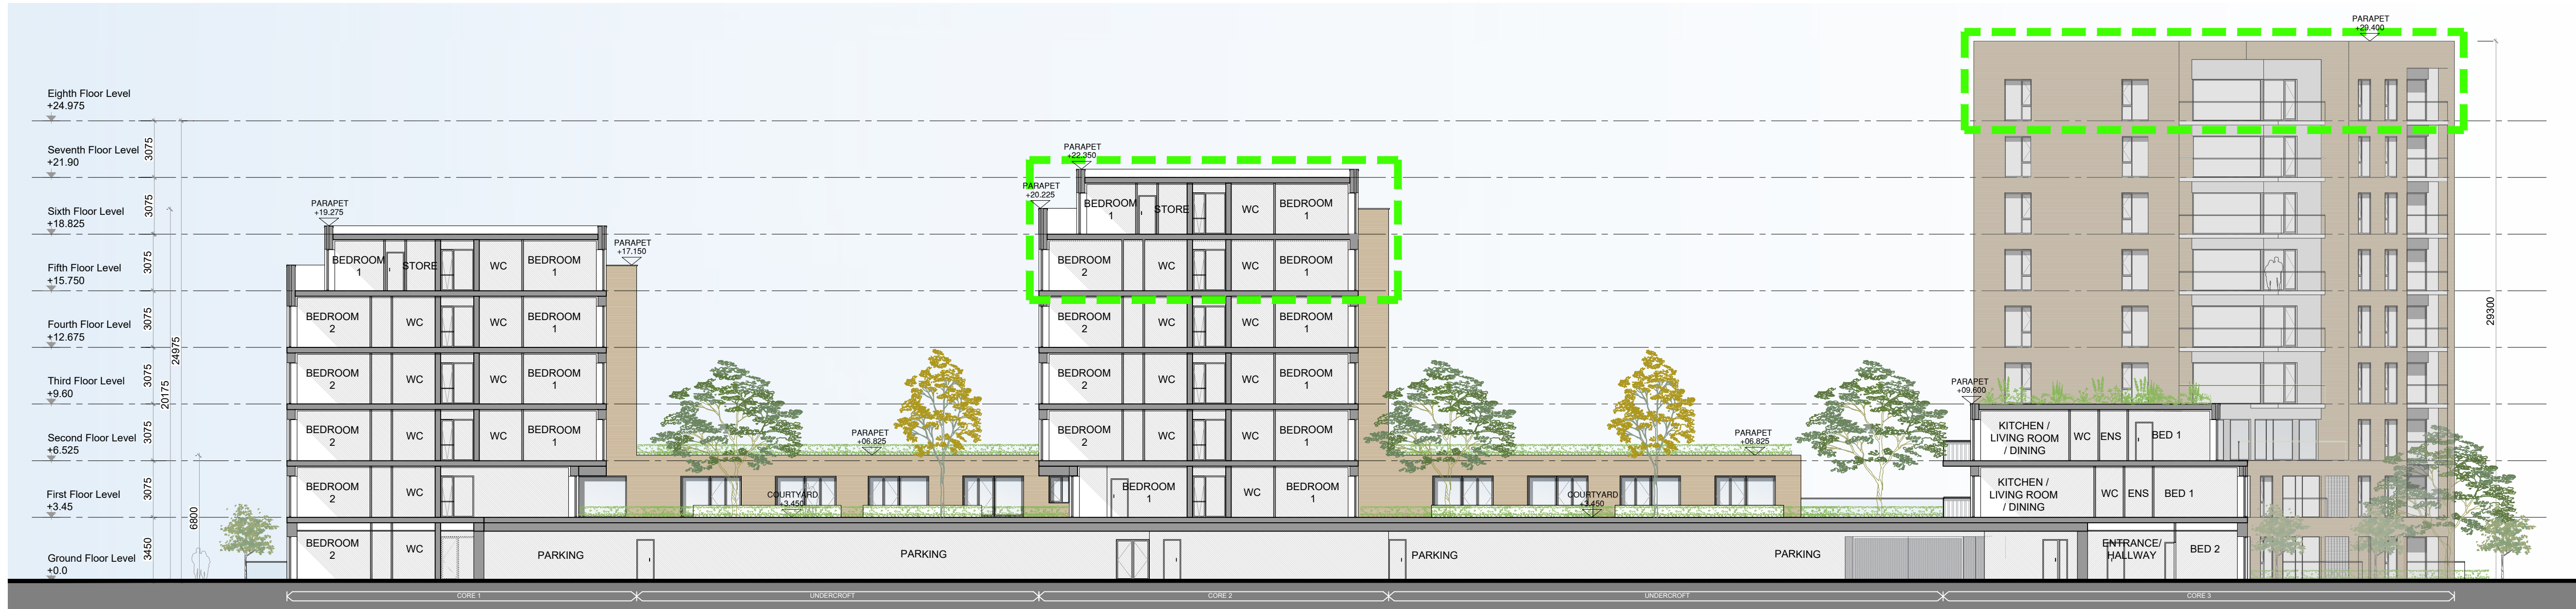 PARAPET
+29.400
Eighth Floor Level
+24.975
3075
Seventh Floor Level
+21.90
PARAPET
+22.350
3075
PARAPET
+20.225
PARAPET
+19.275
Sixth Floor Level
+18.825
BEDROOM
1
STORE
WC
BEDROOM
1
PARAPET
+17.150
3075
Fifth Floor Level
+15.750
BEDROOM
1
STORE
WC
BEDROOM
1
BEDROOM
2
WC
WC
BEDROOM
1
3075
Fourth Floor Level
+12.675
BEDROOM
2
WC
WC
BEDROOM
1
BEDROOM
2
WC
WC
BEDROOM
1
29300
24975
3075
Third Floor Level
+9.60
20175
BEDROOM
2
WC
WC
BEDROOM
1
BEDROOM
2
WC
WC
BEDROOM
1
PARAPET
+09.600
3075
Second Floor Level
+6.525
BEDROOM
2
WC
WC
BEDROOM
1
PARAPET
+06.825
BEDROOM
2
WC
WC
BEDROOM
1
PARAPET
+06.825
KITCHEN /
LIVING ROOM
/ DINING
WC
ENS
BED 1
3075
First Floor Level
+3.45
6800
BEDROOM
2
WC
COURTYARD
+3.450
BEDROOM
1
WC
BEDROOM
1
COURTYARD
+3.450
KITCHEN /
LIVING ROOM
/ DINING
WC
ENS
BED 1
3450
Ground Floor Level
+0.0
BEDROOM
2
WC
PARKING
PARKING
PARKING
PARKING
ENTRANCE/
HALLWAY
BED 2
CORE 1
UNDERCROFT
CORE 2
UNDERCROFT
CORE 3